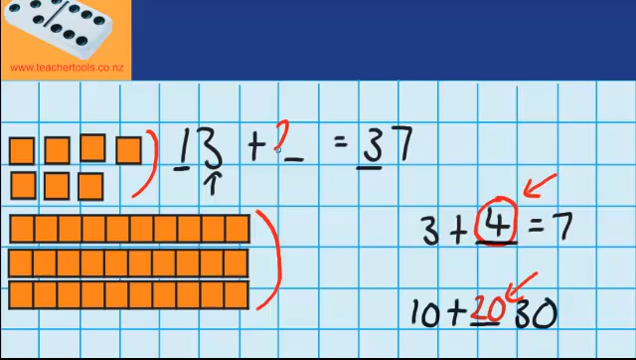 www.teachertools.co.nz
13 + ? _ = 37
3 + 4 = 7
10 + 20 30